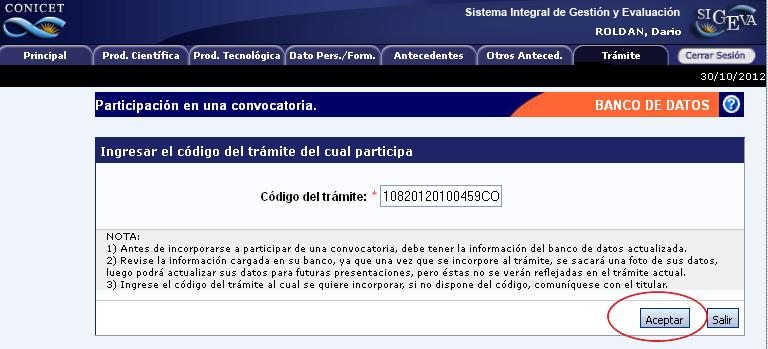 CONICET
Sistema Integral de Gestión y Evaluación
SIGEVA
ROLDAN, Dario
Principal
Prod. Científica
Prod. Tecnológica
Dato Pers./Form.
Antecedentes
Otros Anteced.
Trámite
Cerrar Sesión
30/10/2012
Participación en una convocatoria.
BANCO DE DATOS
?
Ingresar el código del trámite del cual participa
Código del trámite: * 10820120100459CO
NOTA:
1) Antes de incorporarse a participar de una convocatoria, debe tener la información del banco de datos actualizada.
2) Revise la información cargada en su banco, ya que una vez que se incorpore al trámite, se sacará una foto de sus datos,
luego podrá actualizar sus datos para futuras presentaciones, pero éstas no se verán reflejadas en el trámite actual.
3) Ingrese el código del trámite al cual se quiere incorporar, si no dispone del código, comuníquese con el titular.
Aceptar
Salir